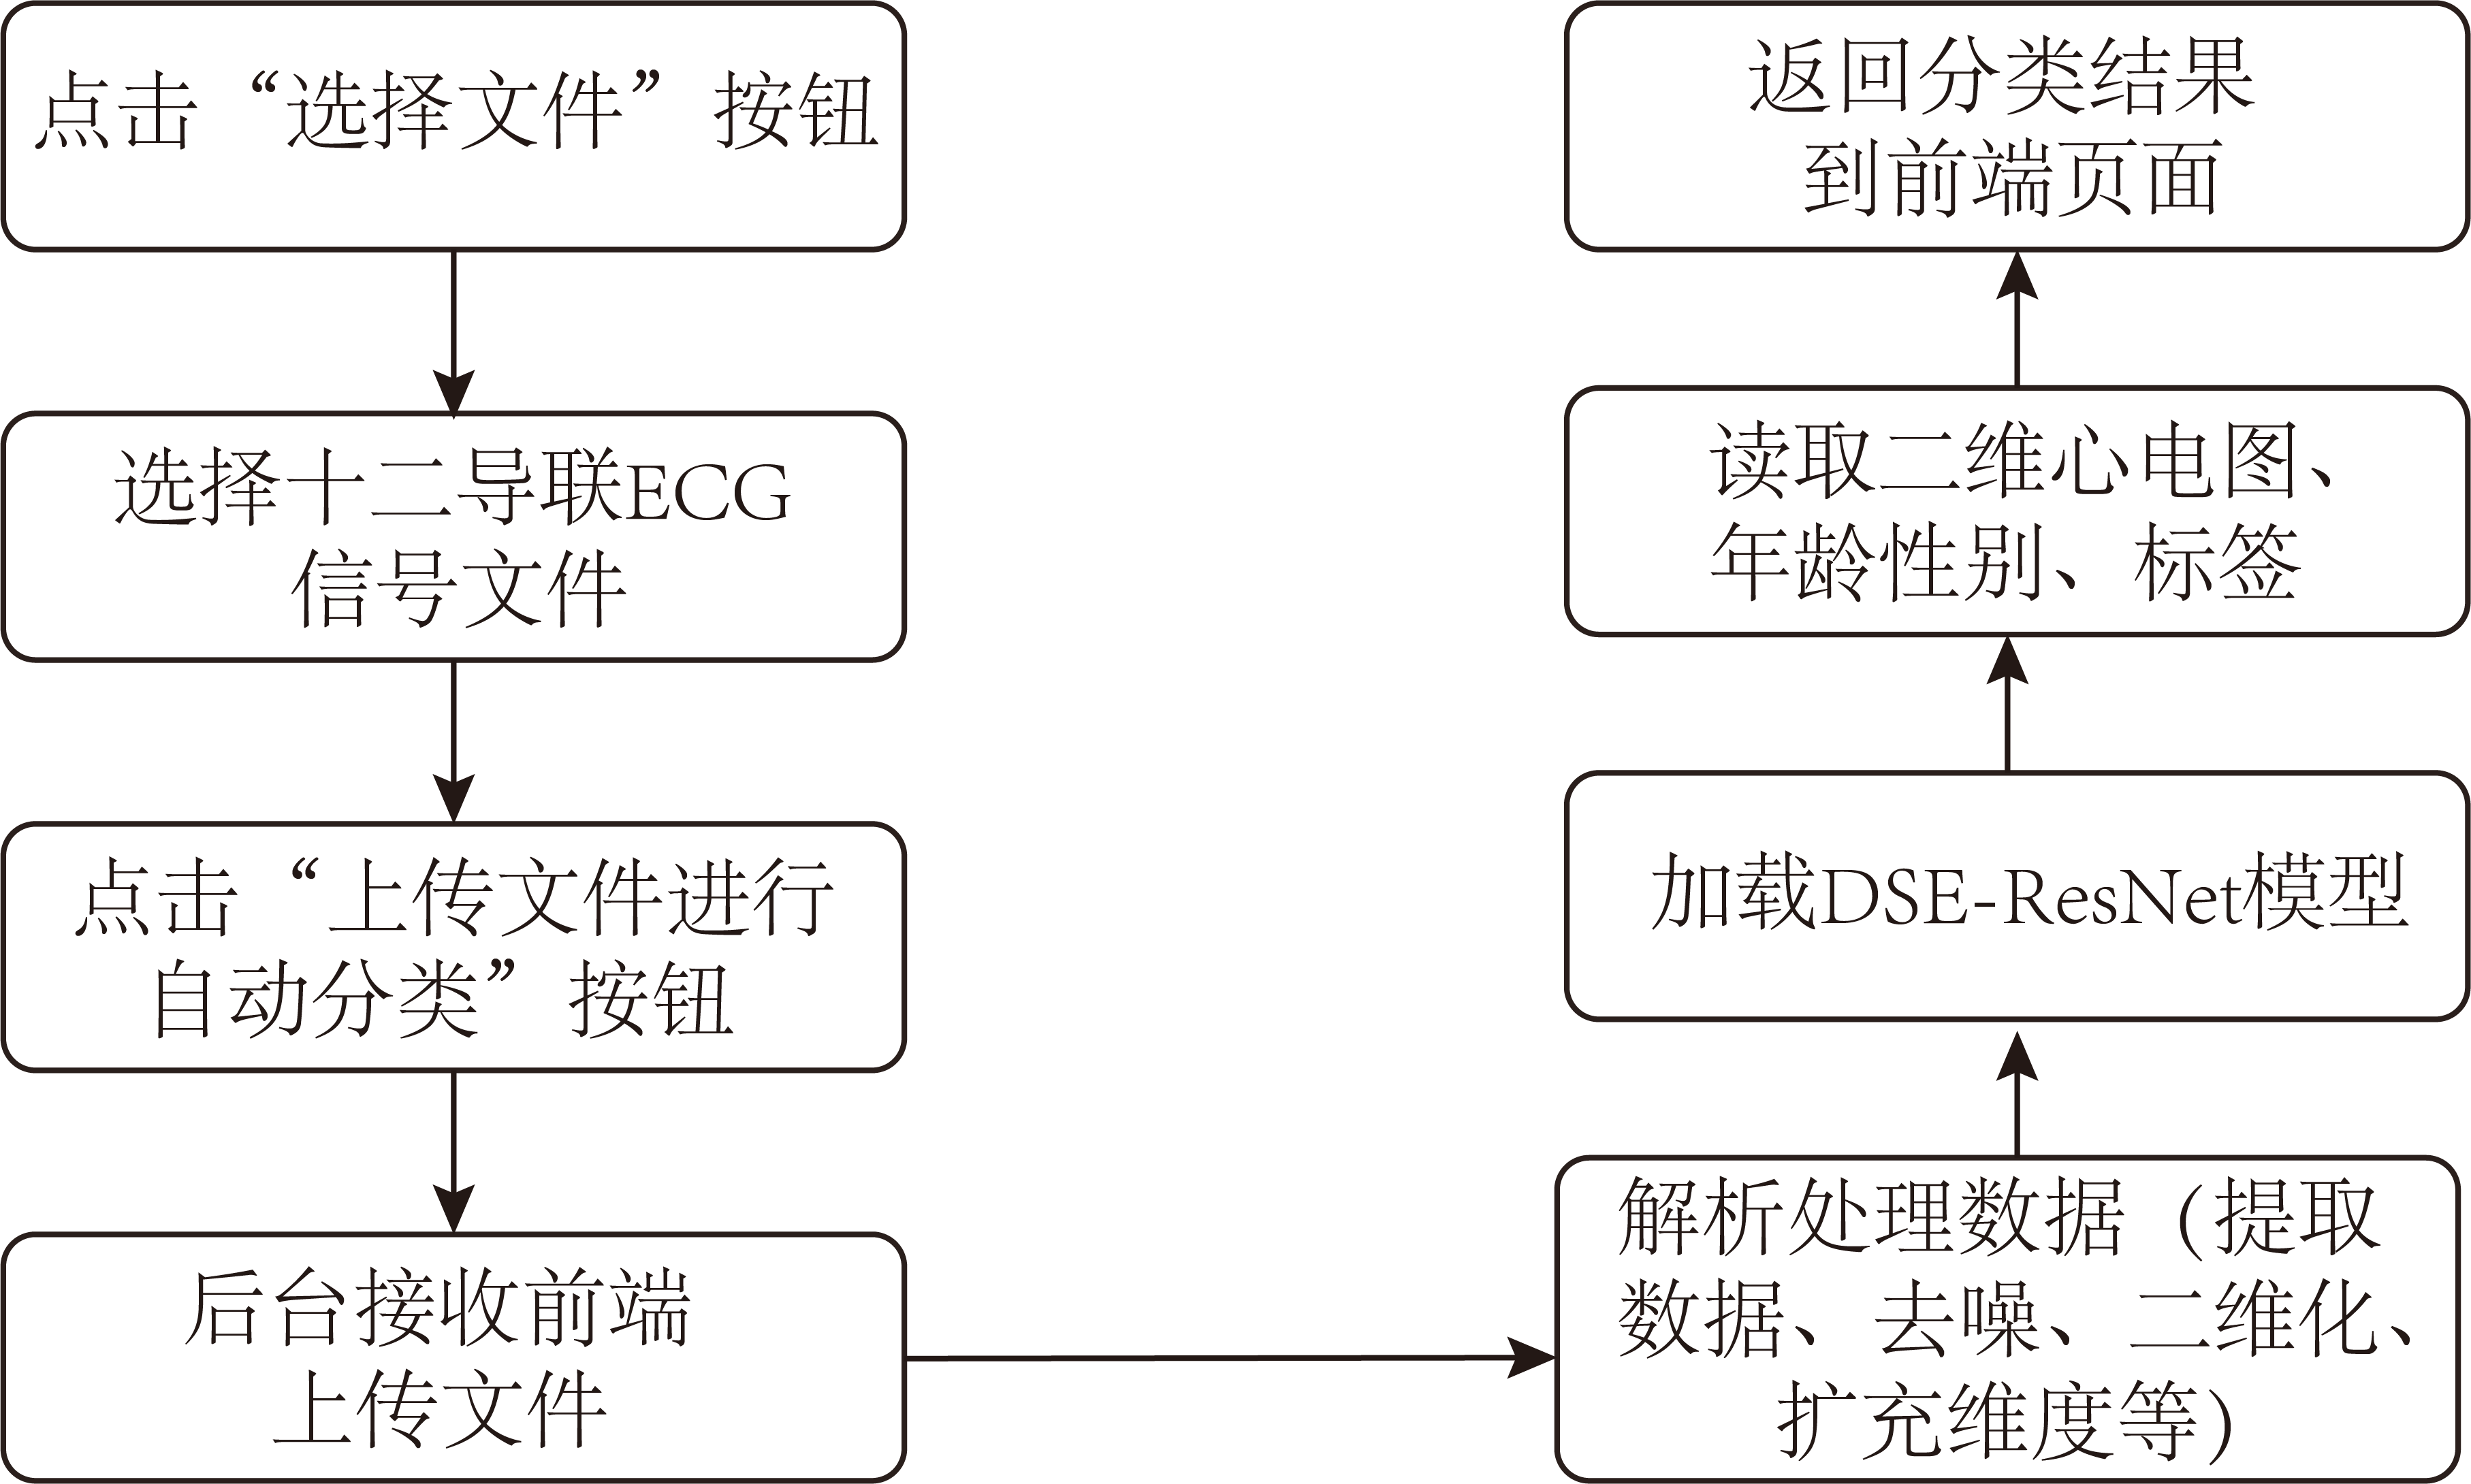 点击“选择文件”按钮
选择十二导联ECG
信号文件
点击“上传文件进行
自动分类”按钮
后台接收前端
上传文件
解析处理数据（提取
数据、去噪、二维化、
扩充维度等）
加载DSE-ResNet模型
读取二维心电图、
年龄性别、标签
返回分类结果
到前端页面